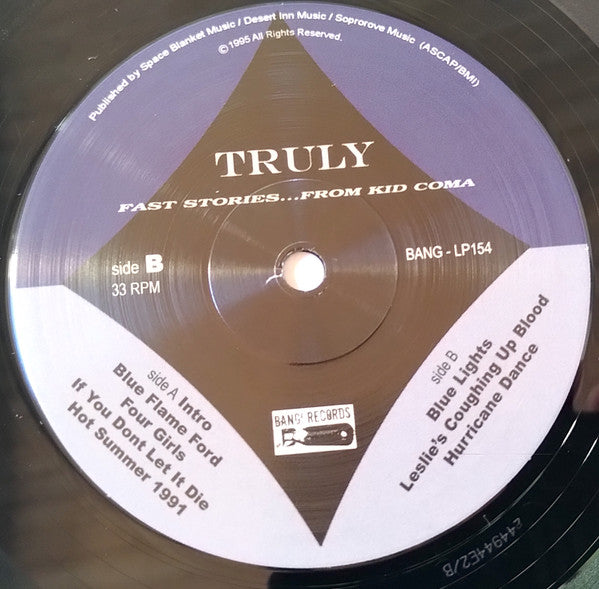 Published by Space Blanket Music / Desert Inn Music / Soprorove Music (ASCAP/BMI)
©1995 All Rights Reserved.
TRULY
FAST STORIES...FROM KID COMA
side B
33 RPM
BANG - LP154
side A Intro
Blue Flame Ford
Four Girls
If You Dont Let It Die
Hot Summer 1991
side B
Blue Lights
Leslie's Coughing Up Blood
Hurricane Dance
BANG! RECORDS
244944E2/B